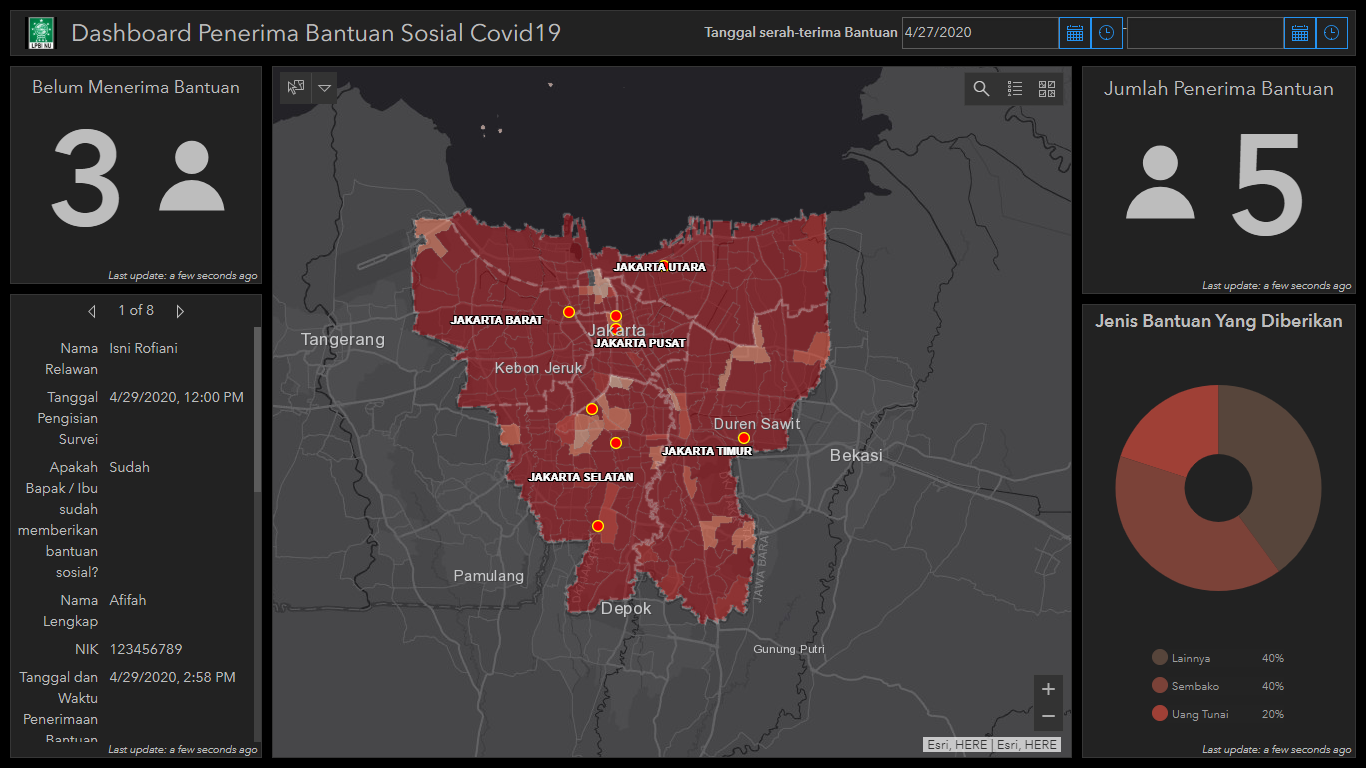 LPBI NU
Dashboard Penerima Bantuan Sosial Covid19
Tanggal serah-terima Bantuan 4/27/2020 -
Belum Menerima Bantuan
3
Last update: a few seconds ago
1 of 8
Nama Relawan
Isni Rofiani
Tanggal Pengisian Survei
4/29/2020, 12:00 PM
Apakah Bapak / Ibu sudah memberikan bantuan sosial?
Sudah
Nama Lengkap
Afifah
NIK
123456789
Tanggal dan Waktu Penerimaan Bantuan
4/29/2020, 2:58 PM
Last update: a few seconds ago
JAKARTA UTARA
JAKARTA BARAT
Jakarta
Tangerang
JAKARTA PUSAT
Kebon Jeruk
Duren Sawit
JAKARTA TIMUR
Bekasi
JAKARTA SELATAN
JAWA BARAT
Pamulang
Depok
Gunung Putri
+
−
Esri, HERE | Esri, HERE
Jumlah Penerima Bantuan
5
Last update: a few seconds ago
Jenis Bantuan Yang Diberikan
Lainnya 40%
Sembako 40%
Uang Tunai 20%
Last update: a few seconds ago